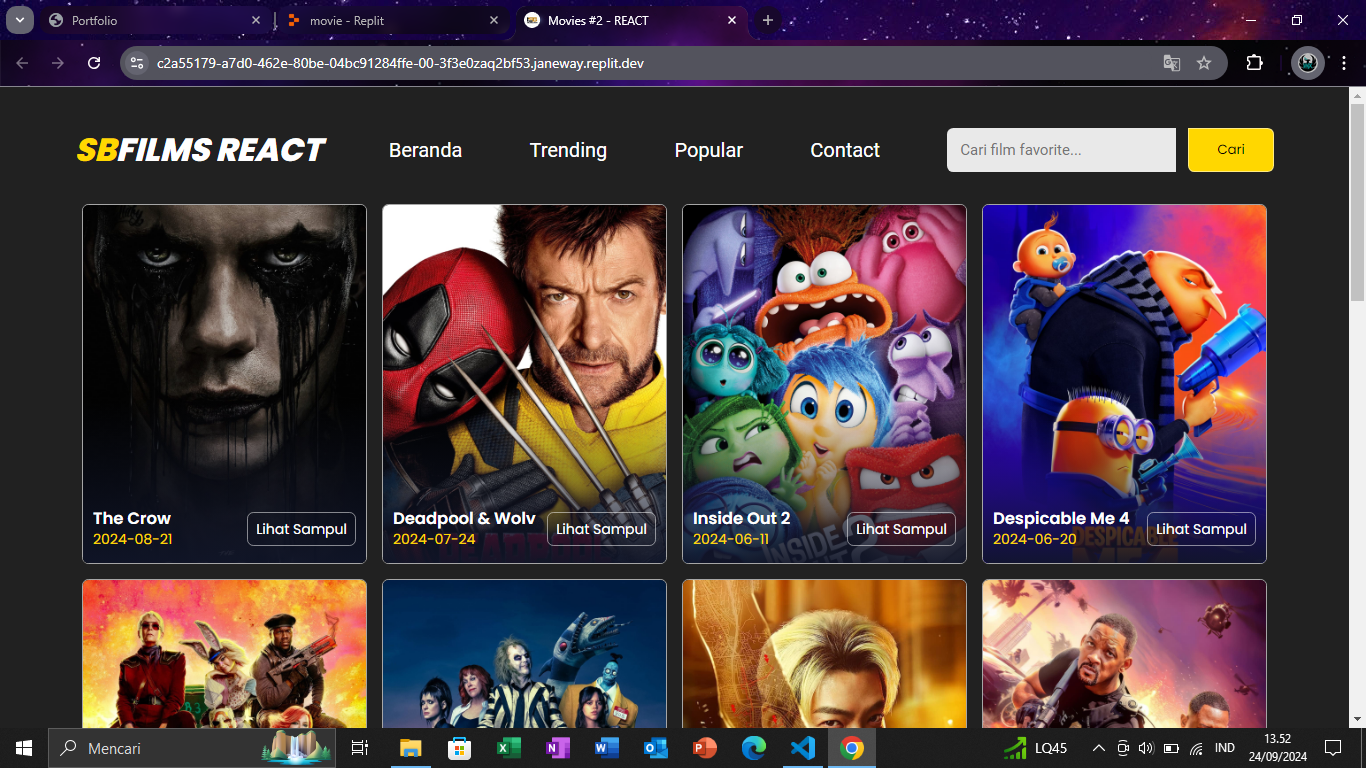 Portfolio
movie - Replit
Movies #2 - REACT
c2a55179-a7d0-462e-80be-04bc91284ffe-00-3f3e0zaq2bf53.janeway.replit.dev
SBFILMS REACT
Beranda
Trending
Popular
Contact
Cari film favorite...
Cari
The Crow
2024-08-21
Lihat Sampul
Deadpool & Wolv
2024-07-24
Lihat Sampul
Inside Out 2
2024-06-11
Lihat Sampul
INSIDE
Despicable Me 4
2024-06-20
Lihat Sampul
DESPICABLE
Mencari
LQ45
IND
13.52
24/09/2024